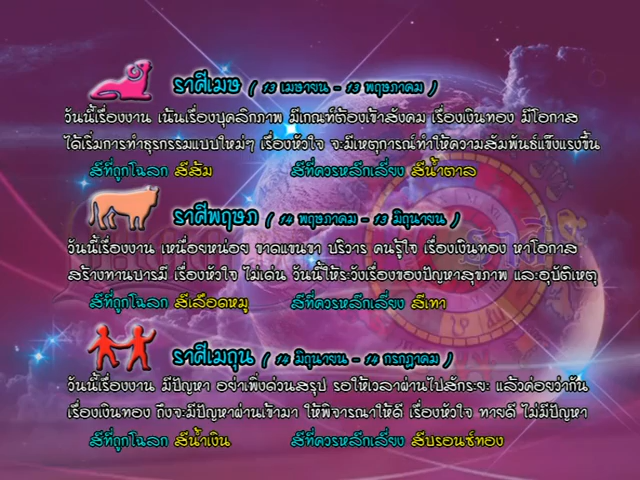 ราศีเมษ ( 13 เมษายน - 13 พฤษภาคม )
วันนี้เรื่องงาน เน้นเรื่องบุคลิกภาพ มีเกณฑ์ต้องเข้าสังคม เรื่องเงินทอง มีโอกาส
ได้เริ่มการทำธุรกรรมแบบใหม่ๆ เรื่องหัวใจ จะมีเหตุการณ์ทำให้ความสัมพันธ์แข็งแรงขึ้น
สีที่ถูกโฉลก สีส้ม สีที่ควรหลีกเลี่ยง สีน้ำตาล
ราศีพฤษภ ( 14 พฤษภาคม - 13 มิถุนายน )
วันนี้เรื่องงาน เหนื่อยหน่อย ขาดแขนขา บริวาร คนรู้ใจ เรื่องเงินทอง หาโอกาส
สร้างทานบารมี เรื่องหัวใจ ไม่เด่น วันนี้ให้ระวังเรื่องของปัญหาสุขภาพ และอุบัติเหตุ
สีที่ถูกโฉลก สีเลือดหมู สีที่ควรหลีกเลี่ยง สีเทา
ราศีเมถุน ( 14 มิถุนายน - 14 กรกฎาคม )
วันนี้เรื่องงาน มีปัญหา อย่าเพิ่งด่วนสรุป รอให้เวลาผ่านไปสักระยะ แล้วค่อยว่ากัน
เรื่องเงินทอง ถึงจะมีปัญหาผ่านเข้ามา ให้พิจารณาให้ดี เรื่องหัวใจ ทายดี ไม่มีปัญหา
สีที่ถูกโฉลก สีน้ำเงิน สีที่ควรหลีกเลี่ยง สีบรอนซ์ทอง